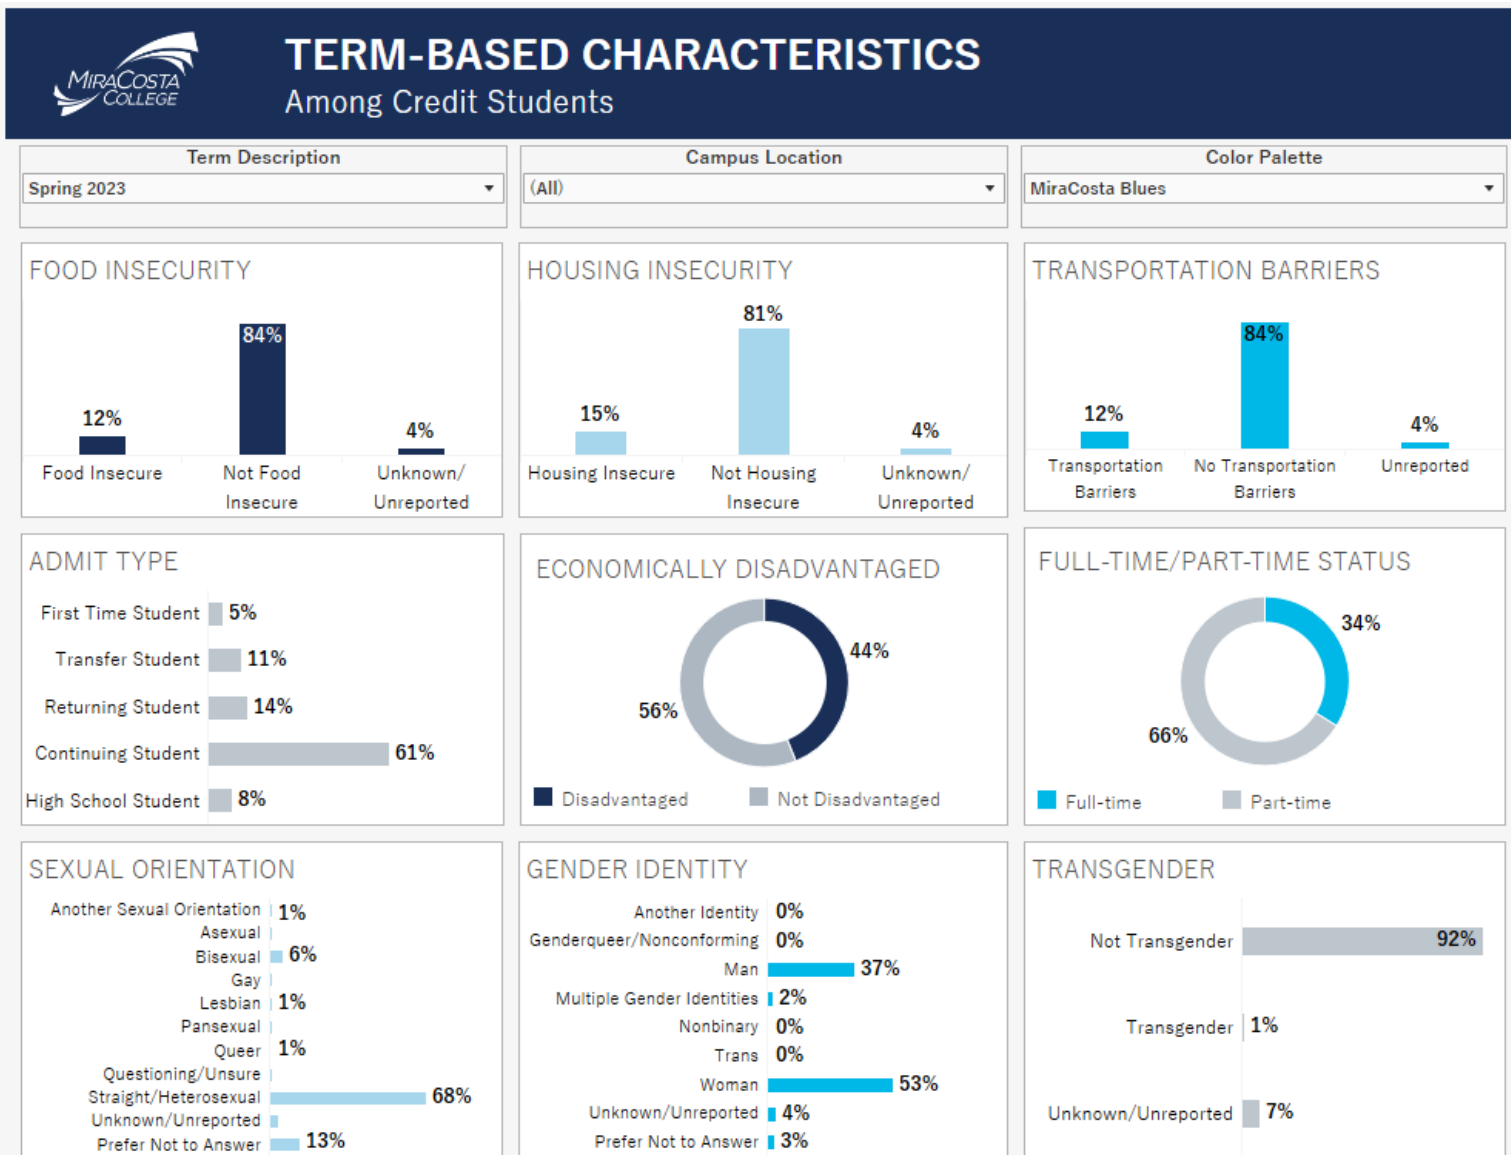 MIRACOSTA
COLLEGE
TERM-BASED CHARACTERISTICS
Among Credit Students
Term Description
Spring 2023
Campus Location
(All)
Color Palette
MiraCosta Blues
FOOD INSECURITY
84%
12%
4%
Food Insecure
Not Food
Insecure
Unknown/
Unreported
HOUSING INSECURITY
81%
15%
4%
Housing Insecure
Not Housing
Insecure
Unknown/
Unreported
TRANSPORTATION BARRIERS
84%
12%
4%
Transportation
Barriers
No Transportation
Barriers
Unreported
ADMIT TYPE
First Time Student 5%
Transfer Student 11%
Returning Student 14%
Continuing Student 61%
High School Student 8%
ECONOMICALLY DISADVANTAGED
44%
56%
Disadvantaged
Not Disadvantaged
FULL-TIME/PART-TIME STATUS
34%
66%
Full-time
Part-time
SEXUAL ORIENTATION
Another Sexual Orientation 1%
Asexual
Bisexual 6%
Gay
Lesbian 1%
Pansexual
Queer 1%
Questioning/Unsure
Straight/Heterosexual 68%
Unknown/Unreported
Prefer Not to Answer 13%
GENDER IDENTITY
Another Identity 0%
Genderqueer/Nonconforming 0%
Man 37%
Multiple Gender Identities 2%
Nonbinary 0%
Trans 0%
Woman 53%
Unknown/Unreported 4%
Prefer Not to Answer 3%
TRANSGENDER
Not Transgender 92%
Transgender 1%
Unknown/Unreported 7%